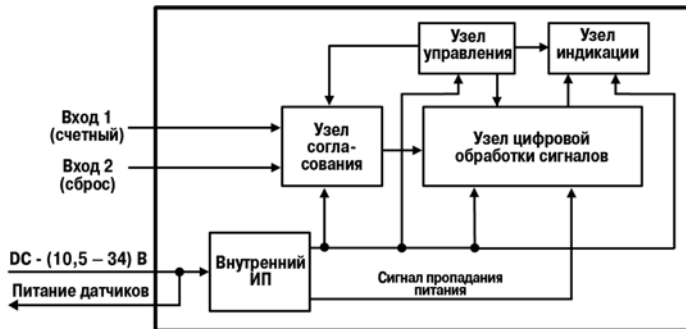 Узел
управления
Узел
индикации
Вход 1
(счетный)
Вход 2
(сброс)
Узел
согла-
сования
Узел цифровой
обработки сигналов
DC - (10,5 – 34) В
Питание датчиков
Внутренний
ИП
Сигнал пропадания
питания